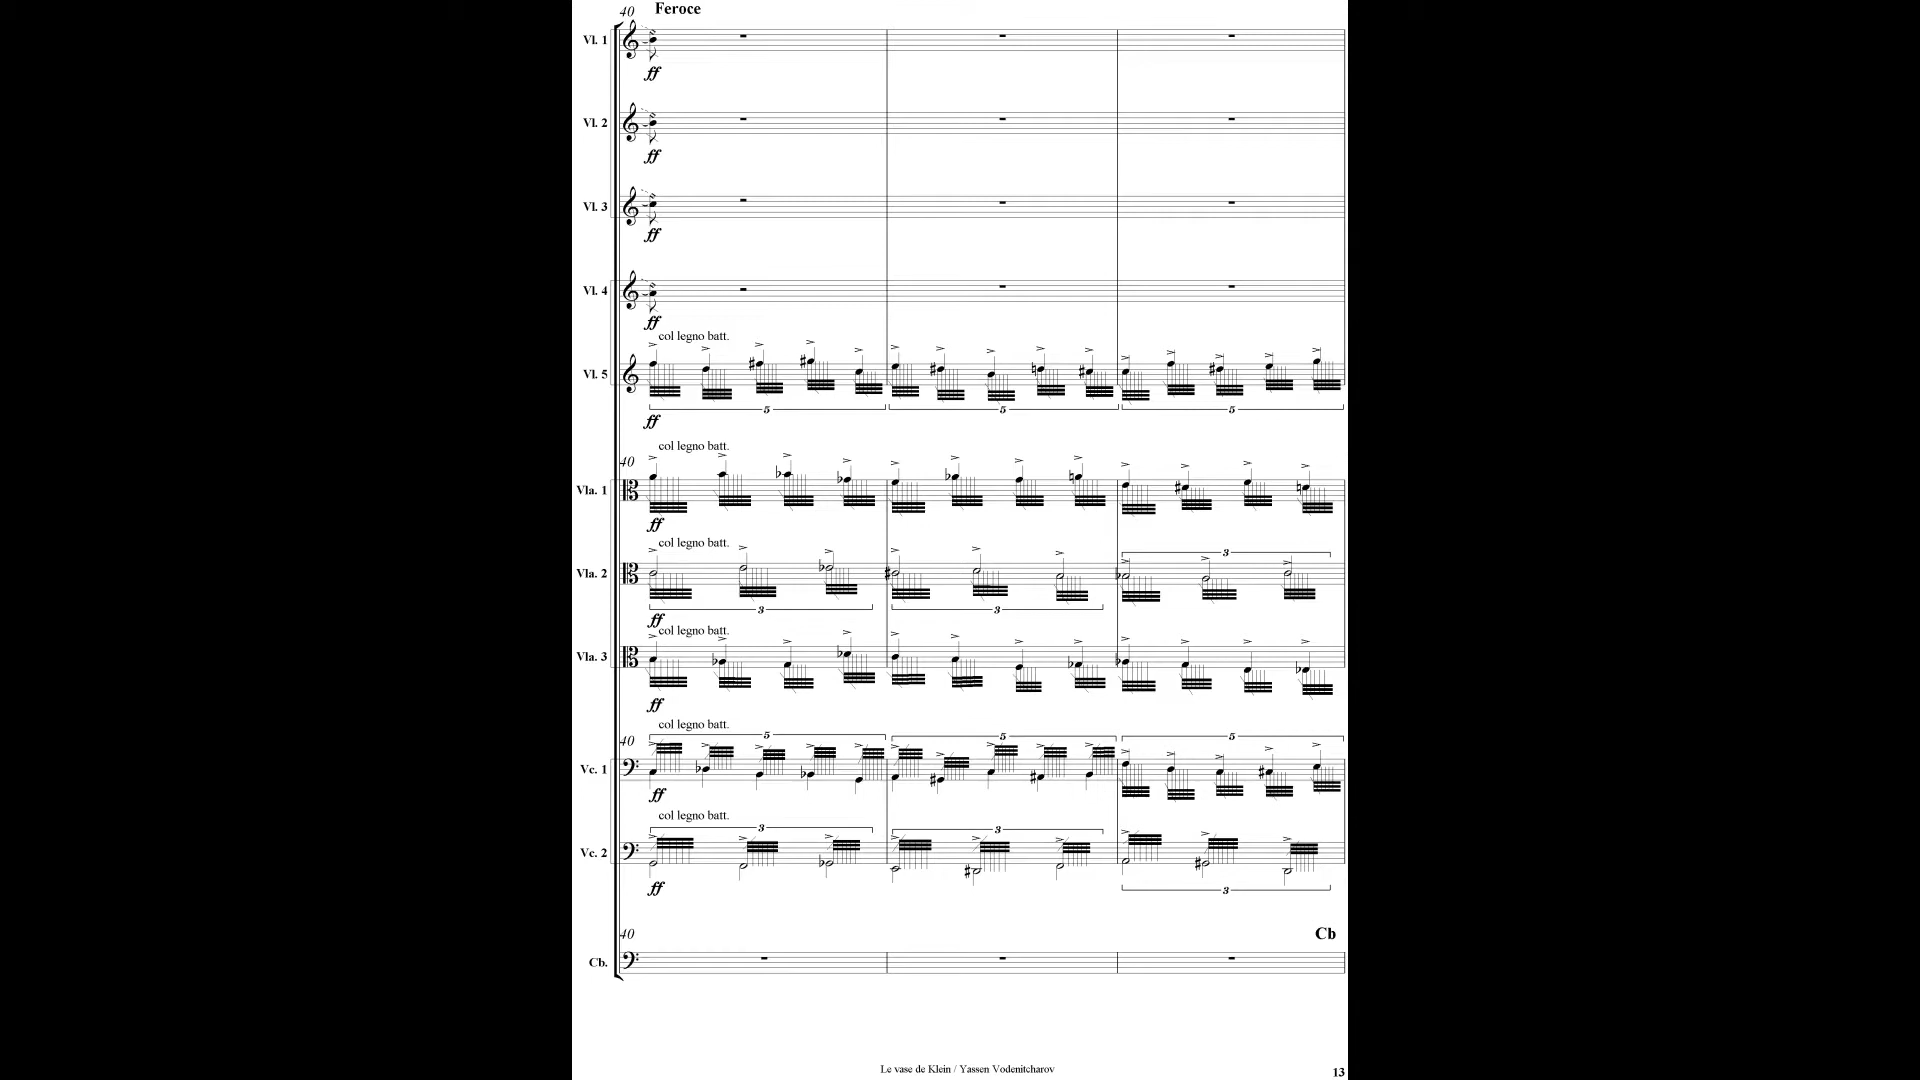 40 Feroce
Vl. 1
ff
Vl. 2
ff
Vl. 3
ff
Vl. 4
ff
col legno batt.
Vl. 5
5 5 5
ff
col legno batt.
40
Vla. 1
ff
col legno batt.
3
Vla. 2
3 3
ff
col legno batt.
Vla. 3
ff
col legno batt.
5 5 5
40
Vc. 1
ff
col legno batt.
3 3
Vc. 2
ff
3
40 Cb
Cb.
Le vase de Klein / Yassen Vodenitcharov
13